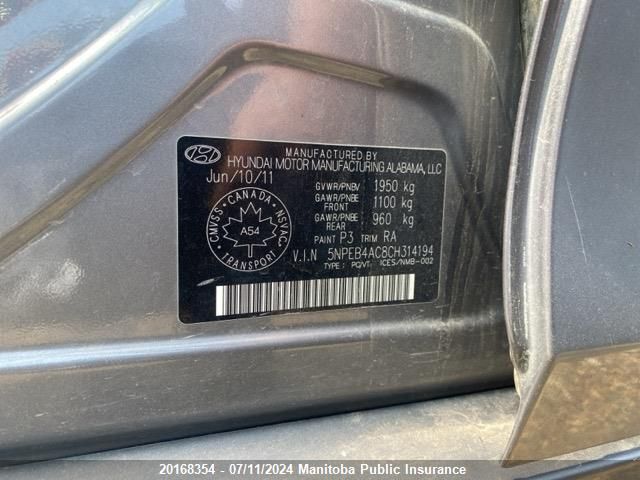 MANUFACTURED BY
HYUNDAI MOTOR MANUFACTURING ALABAMA, LLC
Jun/10/11
GVWR/PNBV 1950 kg
GAWR/PNBE FRONT 1100 kg
GAWR/PNBE REAR 960 kg
PAINT P3 TRIM RA
V.I.N 5NPEB4AC8CH314194
TYPE: PC/VT ICES/NMB-002
CANADA
CMVSS
NSVAC
A54
TRANSPORT
20168354 - 07/11/2024 Manitoba Public Insurance